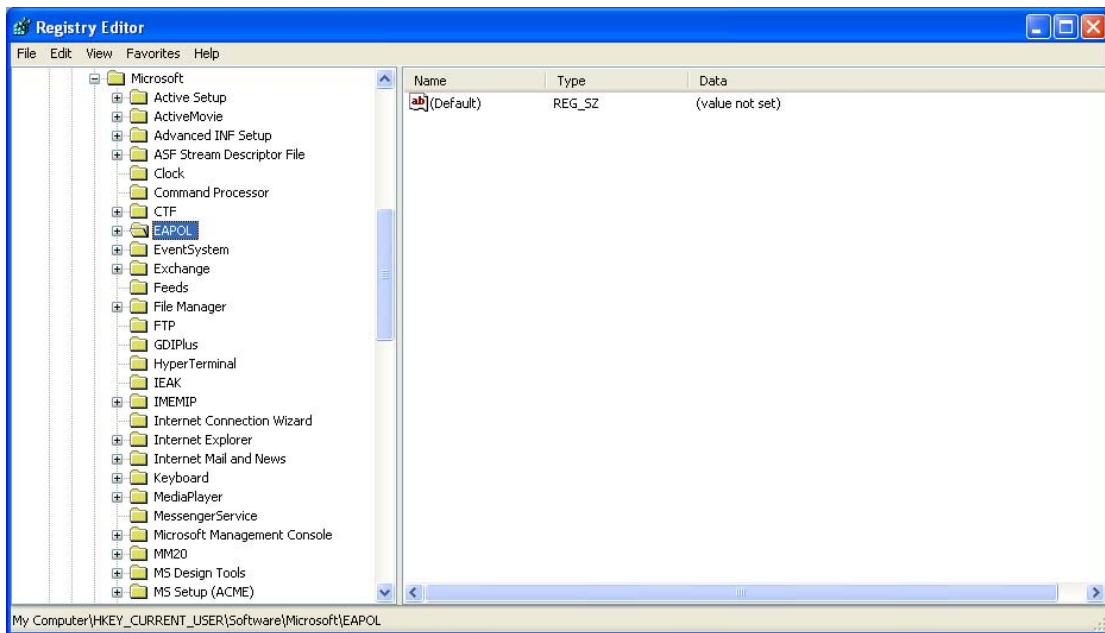 Registry Editor
File Edit View Favorites Help
Microsoft
Active Setup
ActiveMovie
Advanced INF Setup
ASF Stream Descriptor File
Clock
Command Processor
CTF
EAPOL
EventSystem
Exchange
Feeds
File Manager
FTP
GDIPlus
HyperTerminal
IEAK
IMEMIP
Internet Connection Wizard
Internet Explorer
Internet Mail and News
Keyboard
MediaPlayer
MessengerService
Microsoft Management Console
MM20
MS Design Tools
MS Setup (ACME)
Name Type Data
ab (Default) REG_SZ (value not set)
My Computer\HKEY_CURRENT_USER\Software\Microsoft\EAPOL